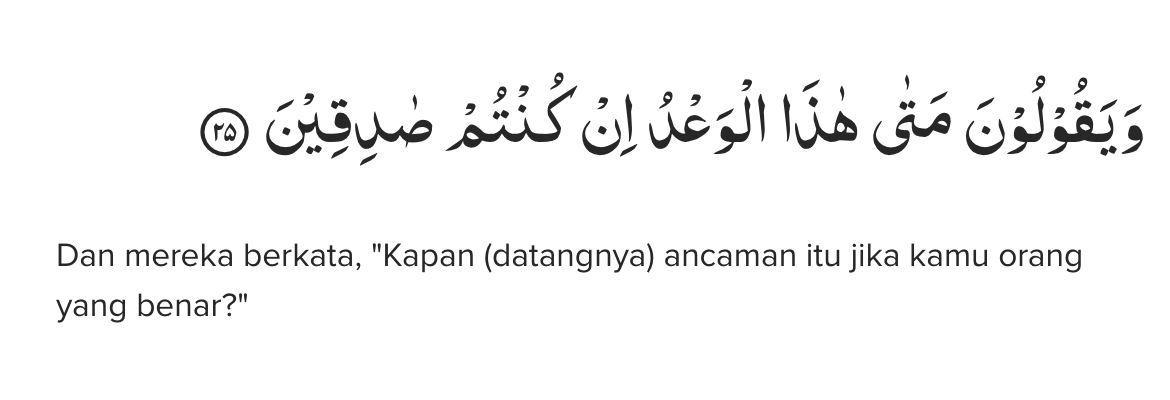 وَيَقُوْلُوْنَ مَتٰى هٰذَا الْوَعْدُ اِنْ كُنْتُمْ صٰدِقِيْنَ ۝٢٥
Dan mereka berkata, "Kapan (datangnya) ancaman itu jika kamu orang
yang benar?"